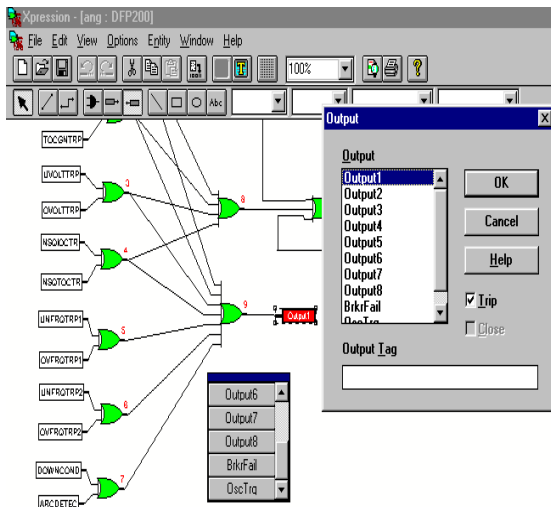 Xpression - [ang : DFP200]
File Edit View Options Entity Window Help
100%
Abc
TOCGNTRP
UVOLTTRP
OVOLTTRP
NSQIOCTR
NSQTOCTR
UNFRQTRP1
OVFRQTRP1
UNFRQTRP2
OVFRQTRP2
DOWNCOND
ARCDETEC
3
4
5
6
7
8
9
Output1
Output6
Output7
Output8
BrkrFail
OscTrg
Output
Output
Output1
Output2
Output3
Output4
Output5
Output6
Output7
Output8
BrkrFail
OscTrg
OK
Cancel
Help
Trip
Close
Output Tag